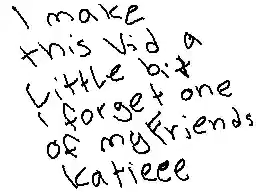 I make
this Vid a
Little bit
I forget one
of my Friends
Katieee